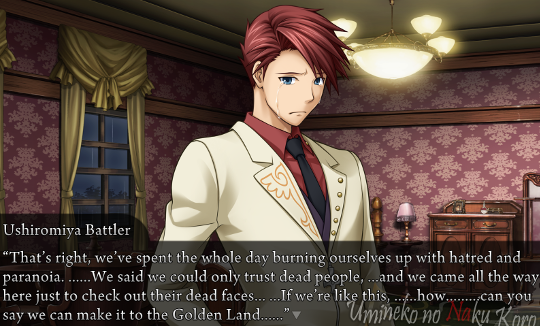 Ushiromiya Battler
“That’s right, we’ve spent the whole day burning ourselves up with hatred and
paranoia. ......We said we could only trust dead people, ...and we came all the way
here just to check out their dead faces... ...If we’re like this, ...,...how.........can you
say we can make it to the Golden Land......”
Umineko no Naku Koro